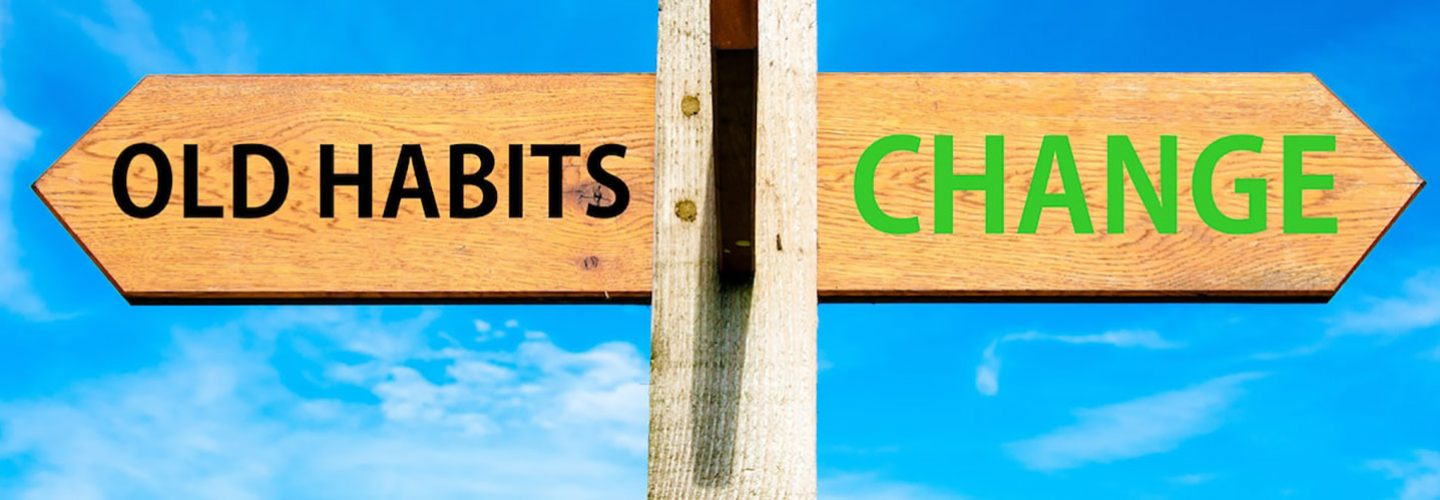 OLD HABITS
CHANGE